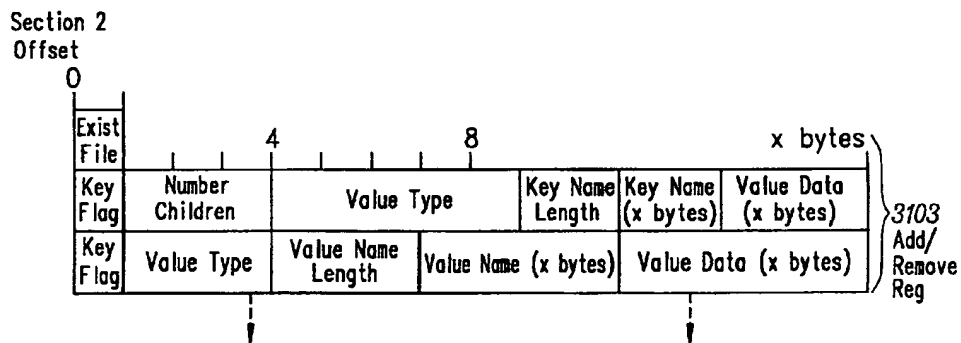 Section 2
Offset
0
Exist
File
4
8
x bytes
Key
Flag
Number
Children
Value Type
Key Name
Length
Key Name
(x bytes)
Value Data
(x bytes)
Key
Flag
Value Type
Value Name
Length
Value Name (x bytes)
Value Data (x bytes)
3103
Add/
Remove
Reg